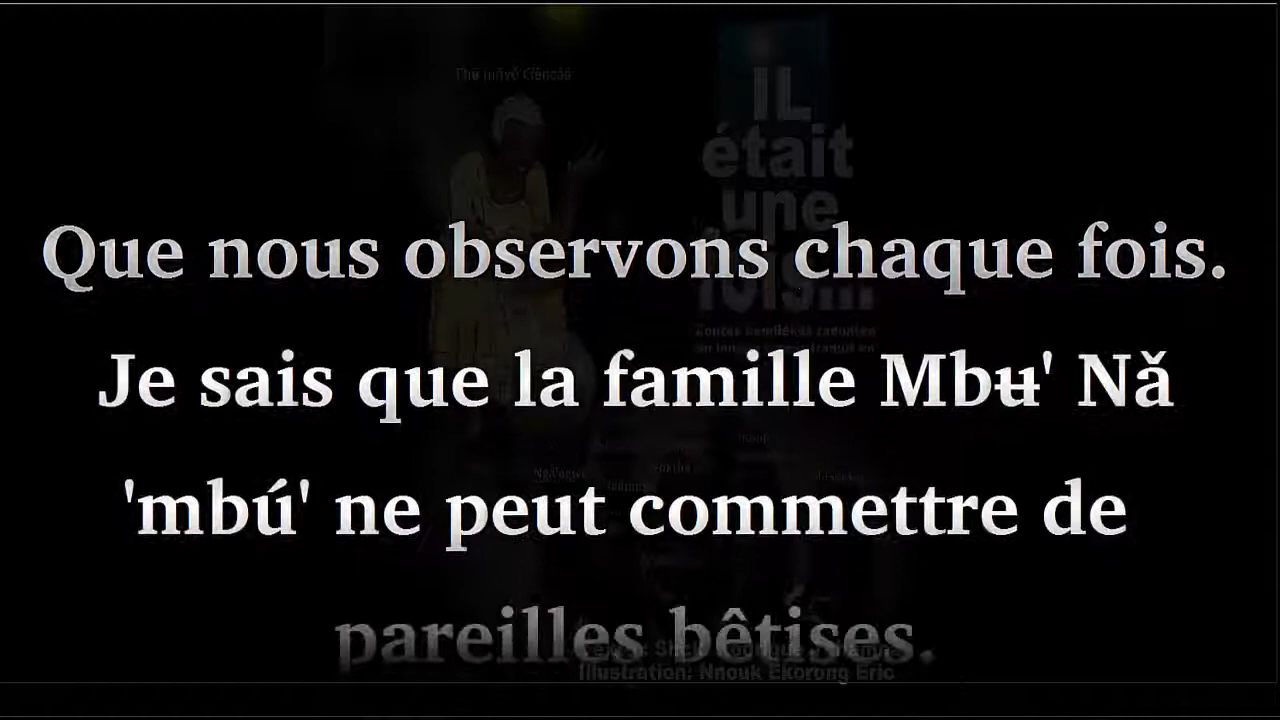 IL
était
une
fois...
Que nous observons chaque fois.
Je sais que la famille Mbʉ' Nǎ
'mbú' ne peut commettre de
pareilles bêtises.
Illustration: Nnouk Ekorong Eric